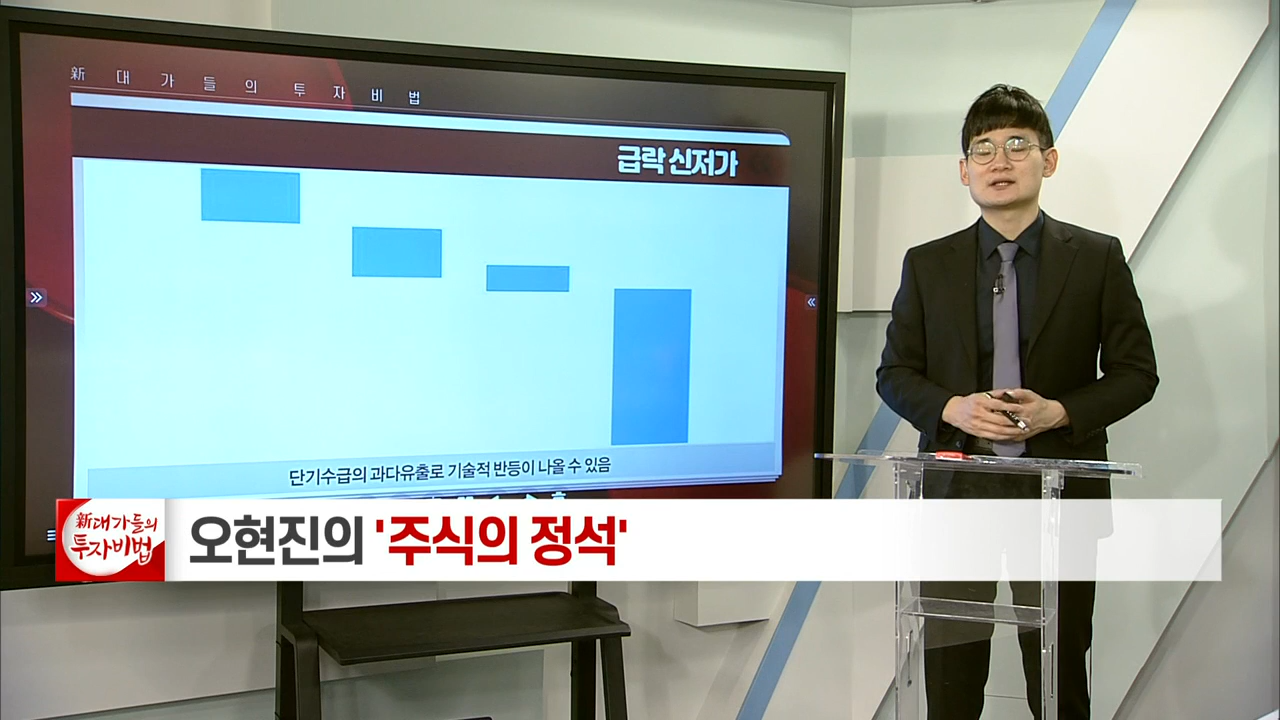 新 대 가 들 의 투 자 비 법
급락 신저가
단기수급의 과다유출로 기술적 반등이 나올 수 있음
新대가들의
투자비법
오현진의 '주식의 정석'